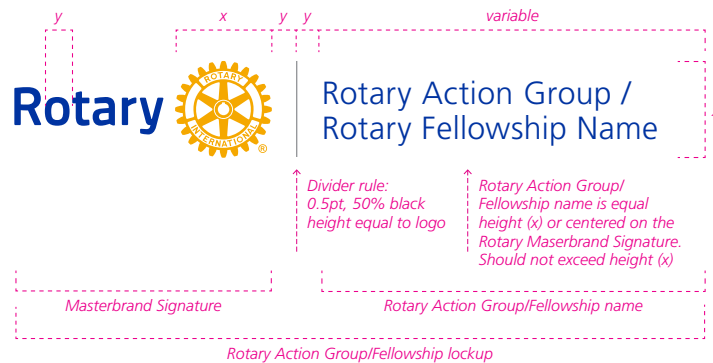 y x y y variable
Rotary
ROTARY
INTERNATIONAL
®
Rotary Action Group /
Rotary Fellowship Name
Divider rule:
0.5pt, 50% black
height equal to logo
Rotary Action Group/
Fellowship name is equal
height (x) or centered on the
Rotary Maserbrand Signature.
Should not exceed height (x)
Masterbrand Signature
Rotary Action Group/Fellowship name
Rotary Action Group/Fellowship lockup